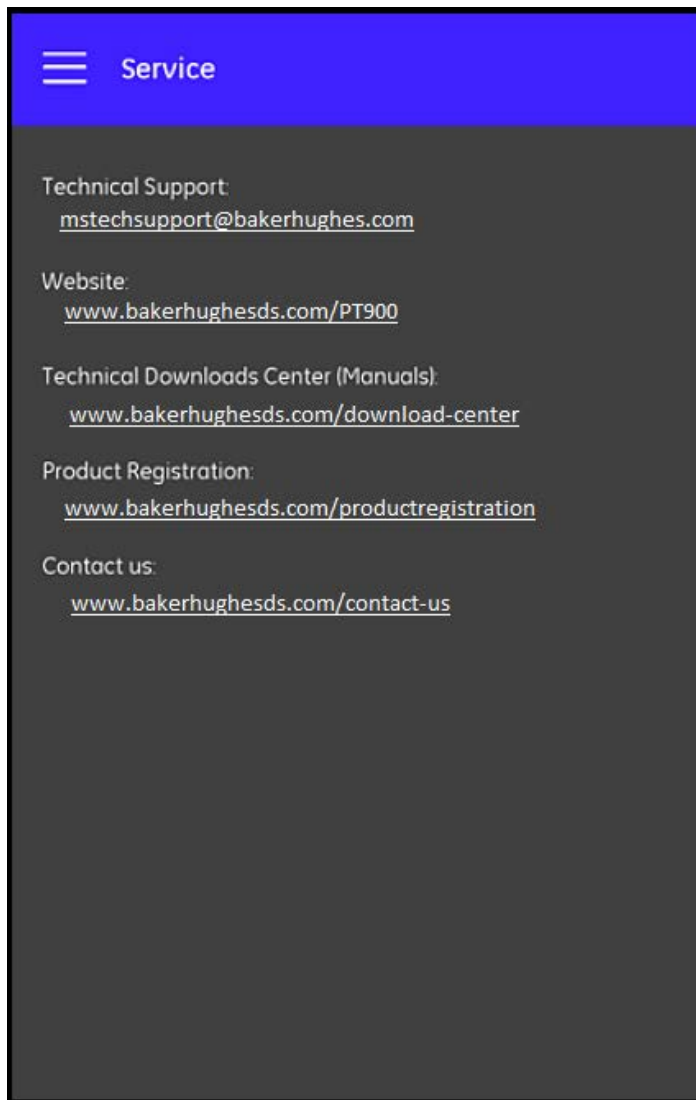 Service
Technical Support:
mstechsupport@bakerhughes.com
Website:
www.bakerhughesds.com/PT900
Technical Downloads Center (Manuals):
www.bakerhughesds.com/download-center
Product Registration:
www.bakerhughesds.com/productregistration
Contact us:
www.bakerhughesds.com/contact-us